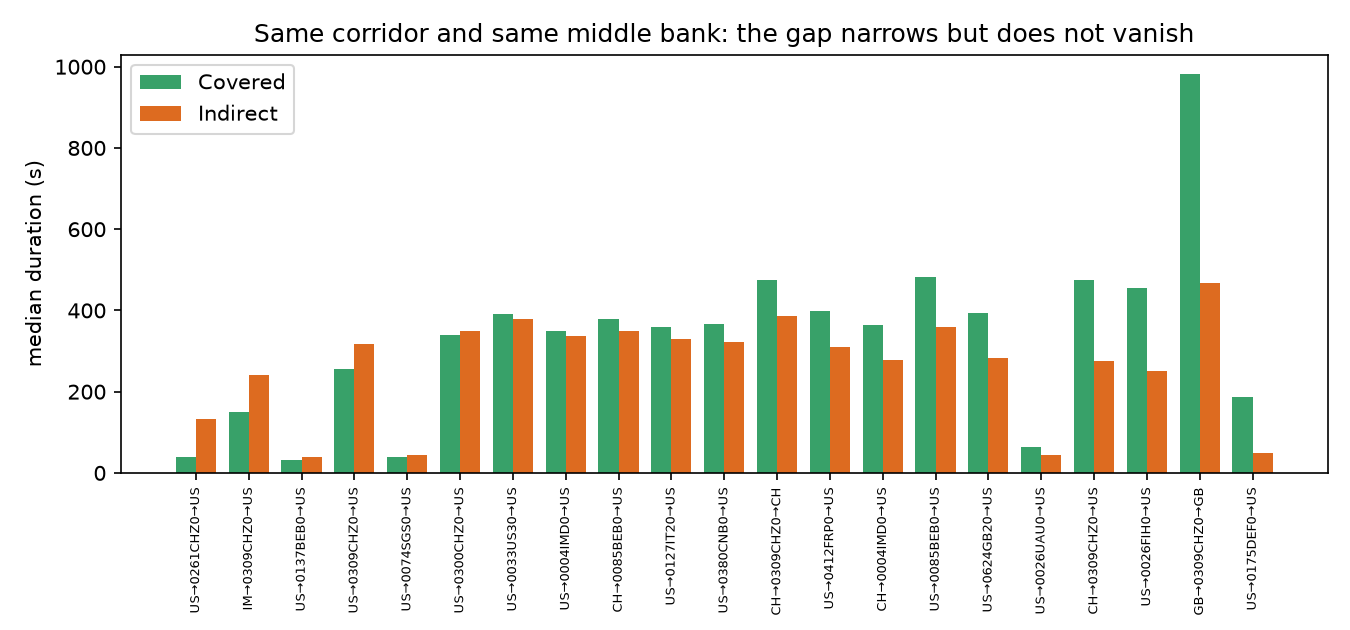 Same corridor and same middle bank: the gap narrows but does not vanish
Covered
Indirect
median duration (s)
1000
800
600
400
200
0
US→0261CHZ0→US
IM→0309CHZ0→US
US→0137BEB0→US
US→0309CHZ0→US
US→0074SGS0→US
US→0300CHZ0→US
US→0033US30→US
US→0004IMD0→US
CH→0085BEB0→US
US→0127IT20→US
US→0380CNB0→US
CH→0309CHZ0→CH
US→0412FRP0→US
CH→0004IMD0→US
US→0085BEB0→US
US→0624GB20→US
US→0026UAU0→US
CH→0309CHZ0→US
US→0026FIH0→US
GB→0309CHZ0→GB
US→0175DEF0→US